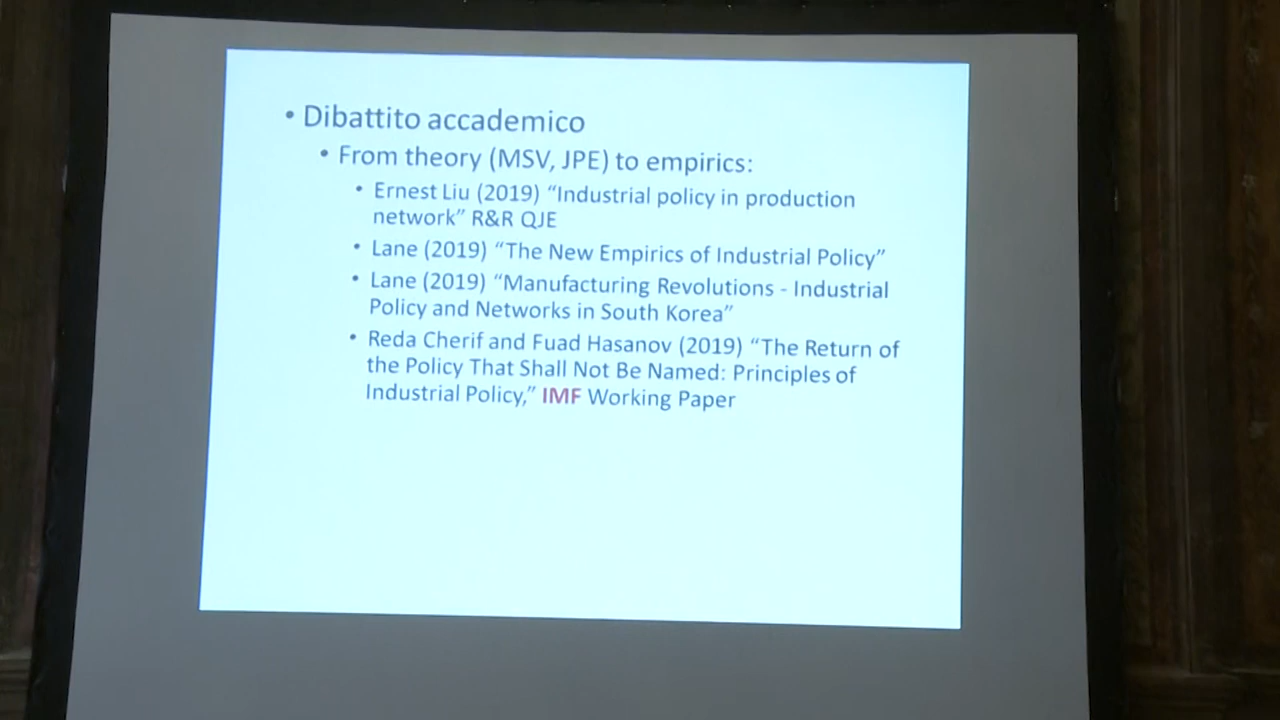 • Dibattito accademico
• From theory (MSV, JPE) to empirics:
• Ernest Liu (2019) “Industrial policy in production
network” R&R QJE
• Lane (2019) “The New Empirics of Industrial Policy”
• Lane (2019) “Manufacturing Revolutions - Industrial
Policy and Networks in South Korea”
• Reda Cherif and Fuad Hasanov (2019) “The Return of
the Policy That Shall Not Be Named: Principles of
Industrial Policy,” IMF Working Paper